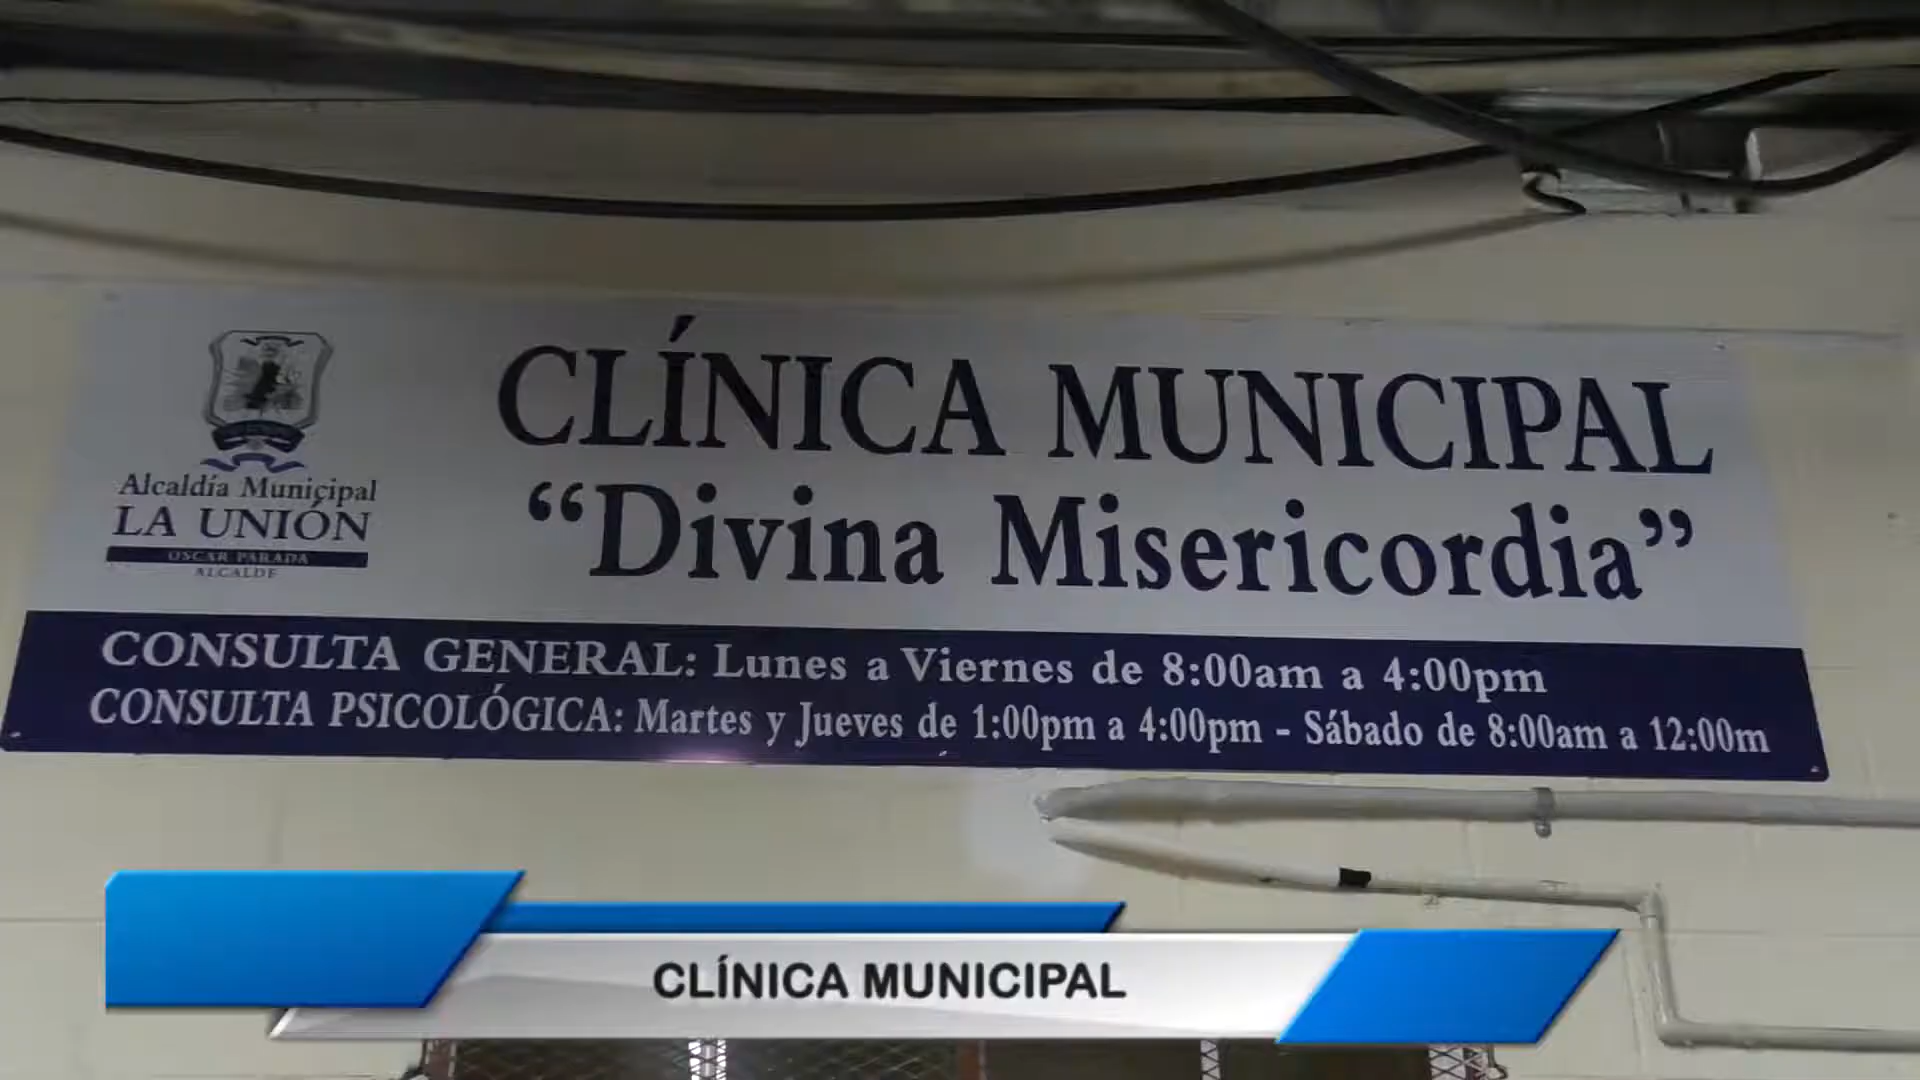 CLÍNICA MUNICIPAL
“Divina Misericordia”
Alcaldía Municipal
LA UNIÓN
OSCAR PARADA
ALCALDE
CONSULTA GENERAL: Lunes a Viernes de 8:00am a 4:00pm
CONSULTA PSICOLÓGICA: Martes y Jueves de 1:00pm a 4:00pm - Sábado de 8:00am a 12:00m
CLÍNICA MUNICIPAL